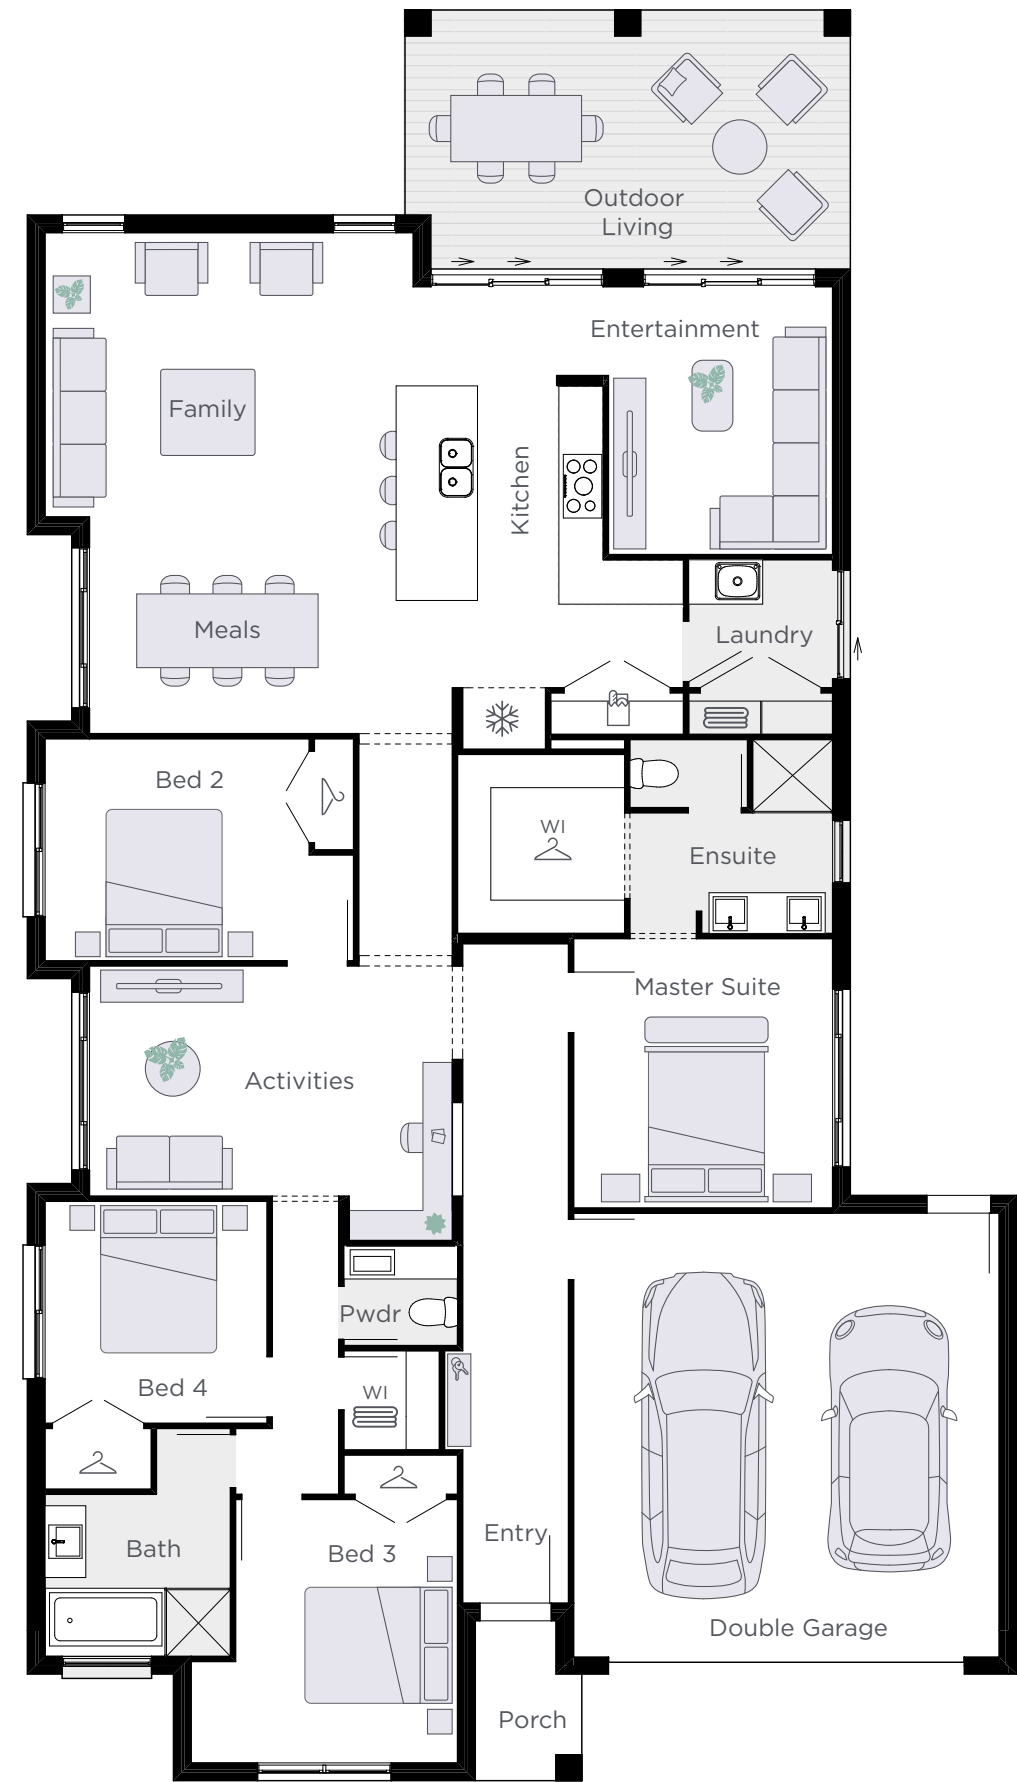 Outdoor
Living
Entertainment
Family
Kitchen
Meals
Laundry
Bed 2
WI
Ensuite
Master Suite
Activities
Pwdr
Bed 4
WI
Entry
Bath
Bed 3
Double Garage
Porch